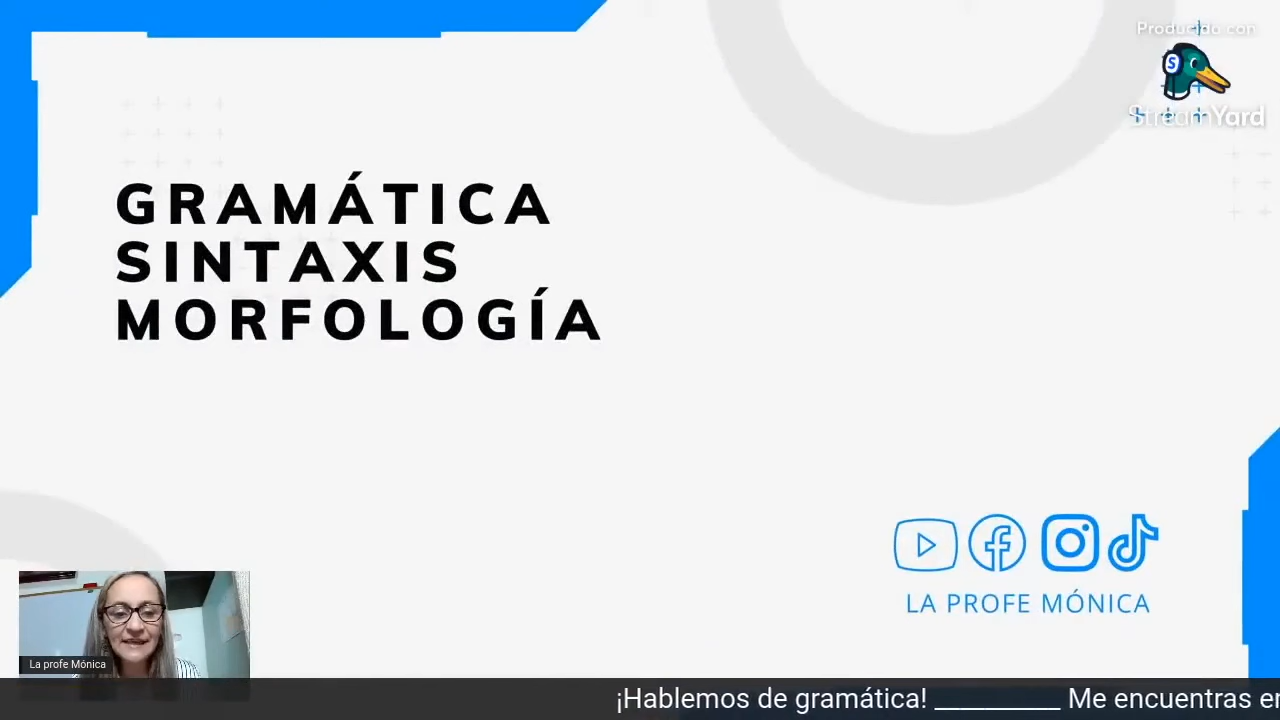 Producido con
StreamYard
GRAMÁTICA
SINTAXIS
MORFOLOGÍA
LA PROFE MÓNICA
La profe Mónica
¡Hablemos de gramática! __________ Me encuentras en